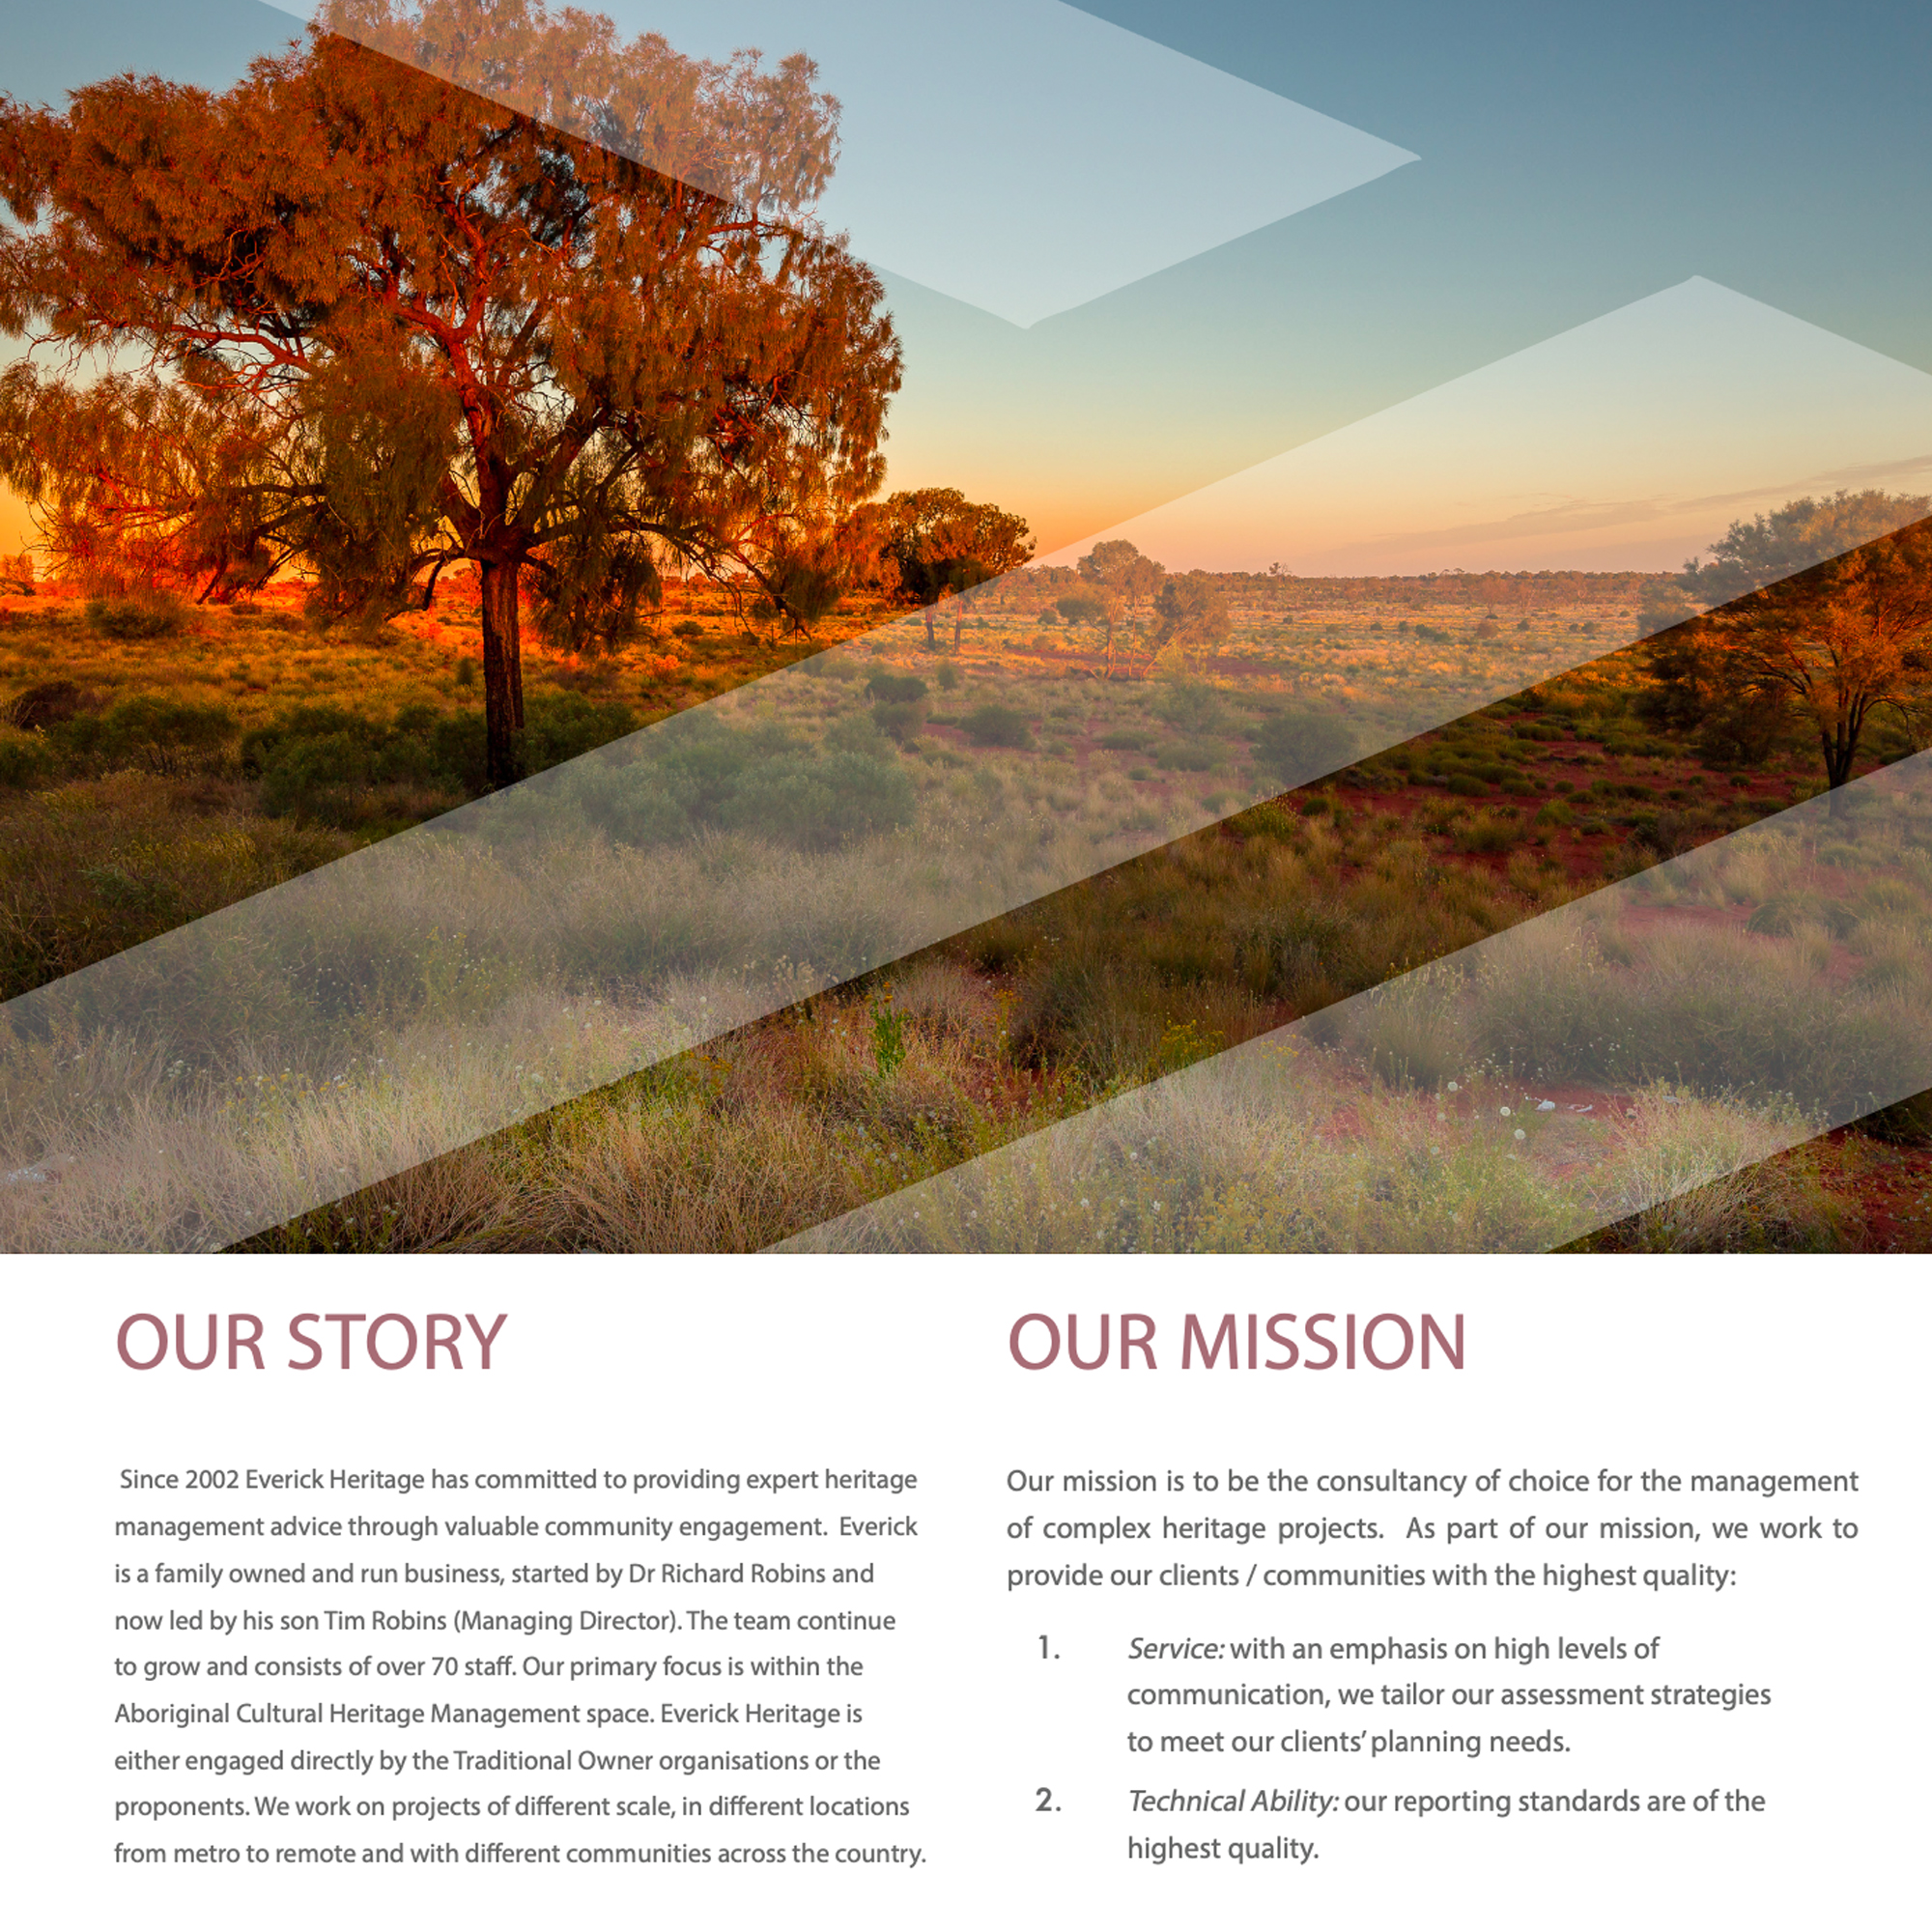 OUR STORY
Since 2002 Everick Heritage has committed to providing expert heritage
management advice through valuable community engagement.  Everick
is a family owned and run business, started by Dr Richard Robins and
now led by his son Tim Robins (Managing Director). The team continue
to grow and consists of over 70 staff. Our primary focus is within the
Aboriginal Cultural Heritage Management space. Everick Heritage is
either engaged directly by the Traditional Owner organisations or the
proponents. We work on projects of different scale, in different locations
from metro to remote and with different communities across the country.
OUR MISSION
Our mission is to be the consultancy of choice for the management
of complex heritage projects.  As part of our mission, we work to
provide our clients / communities with the highest quality:
1. Service: with an emphasis on high levels of
communication, we tailor our assessment strategies
to meet our clients’ planning needs.
2. Technical Ability: our reporting standards are of the
highest quality.